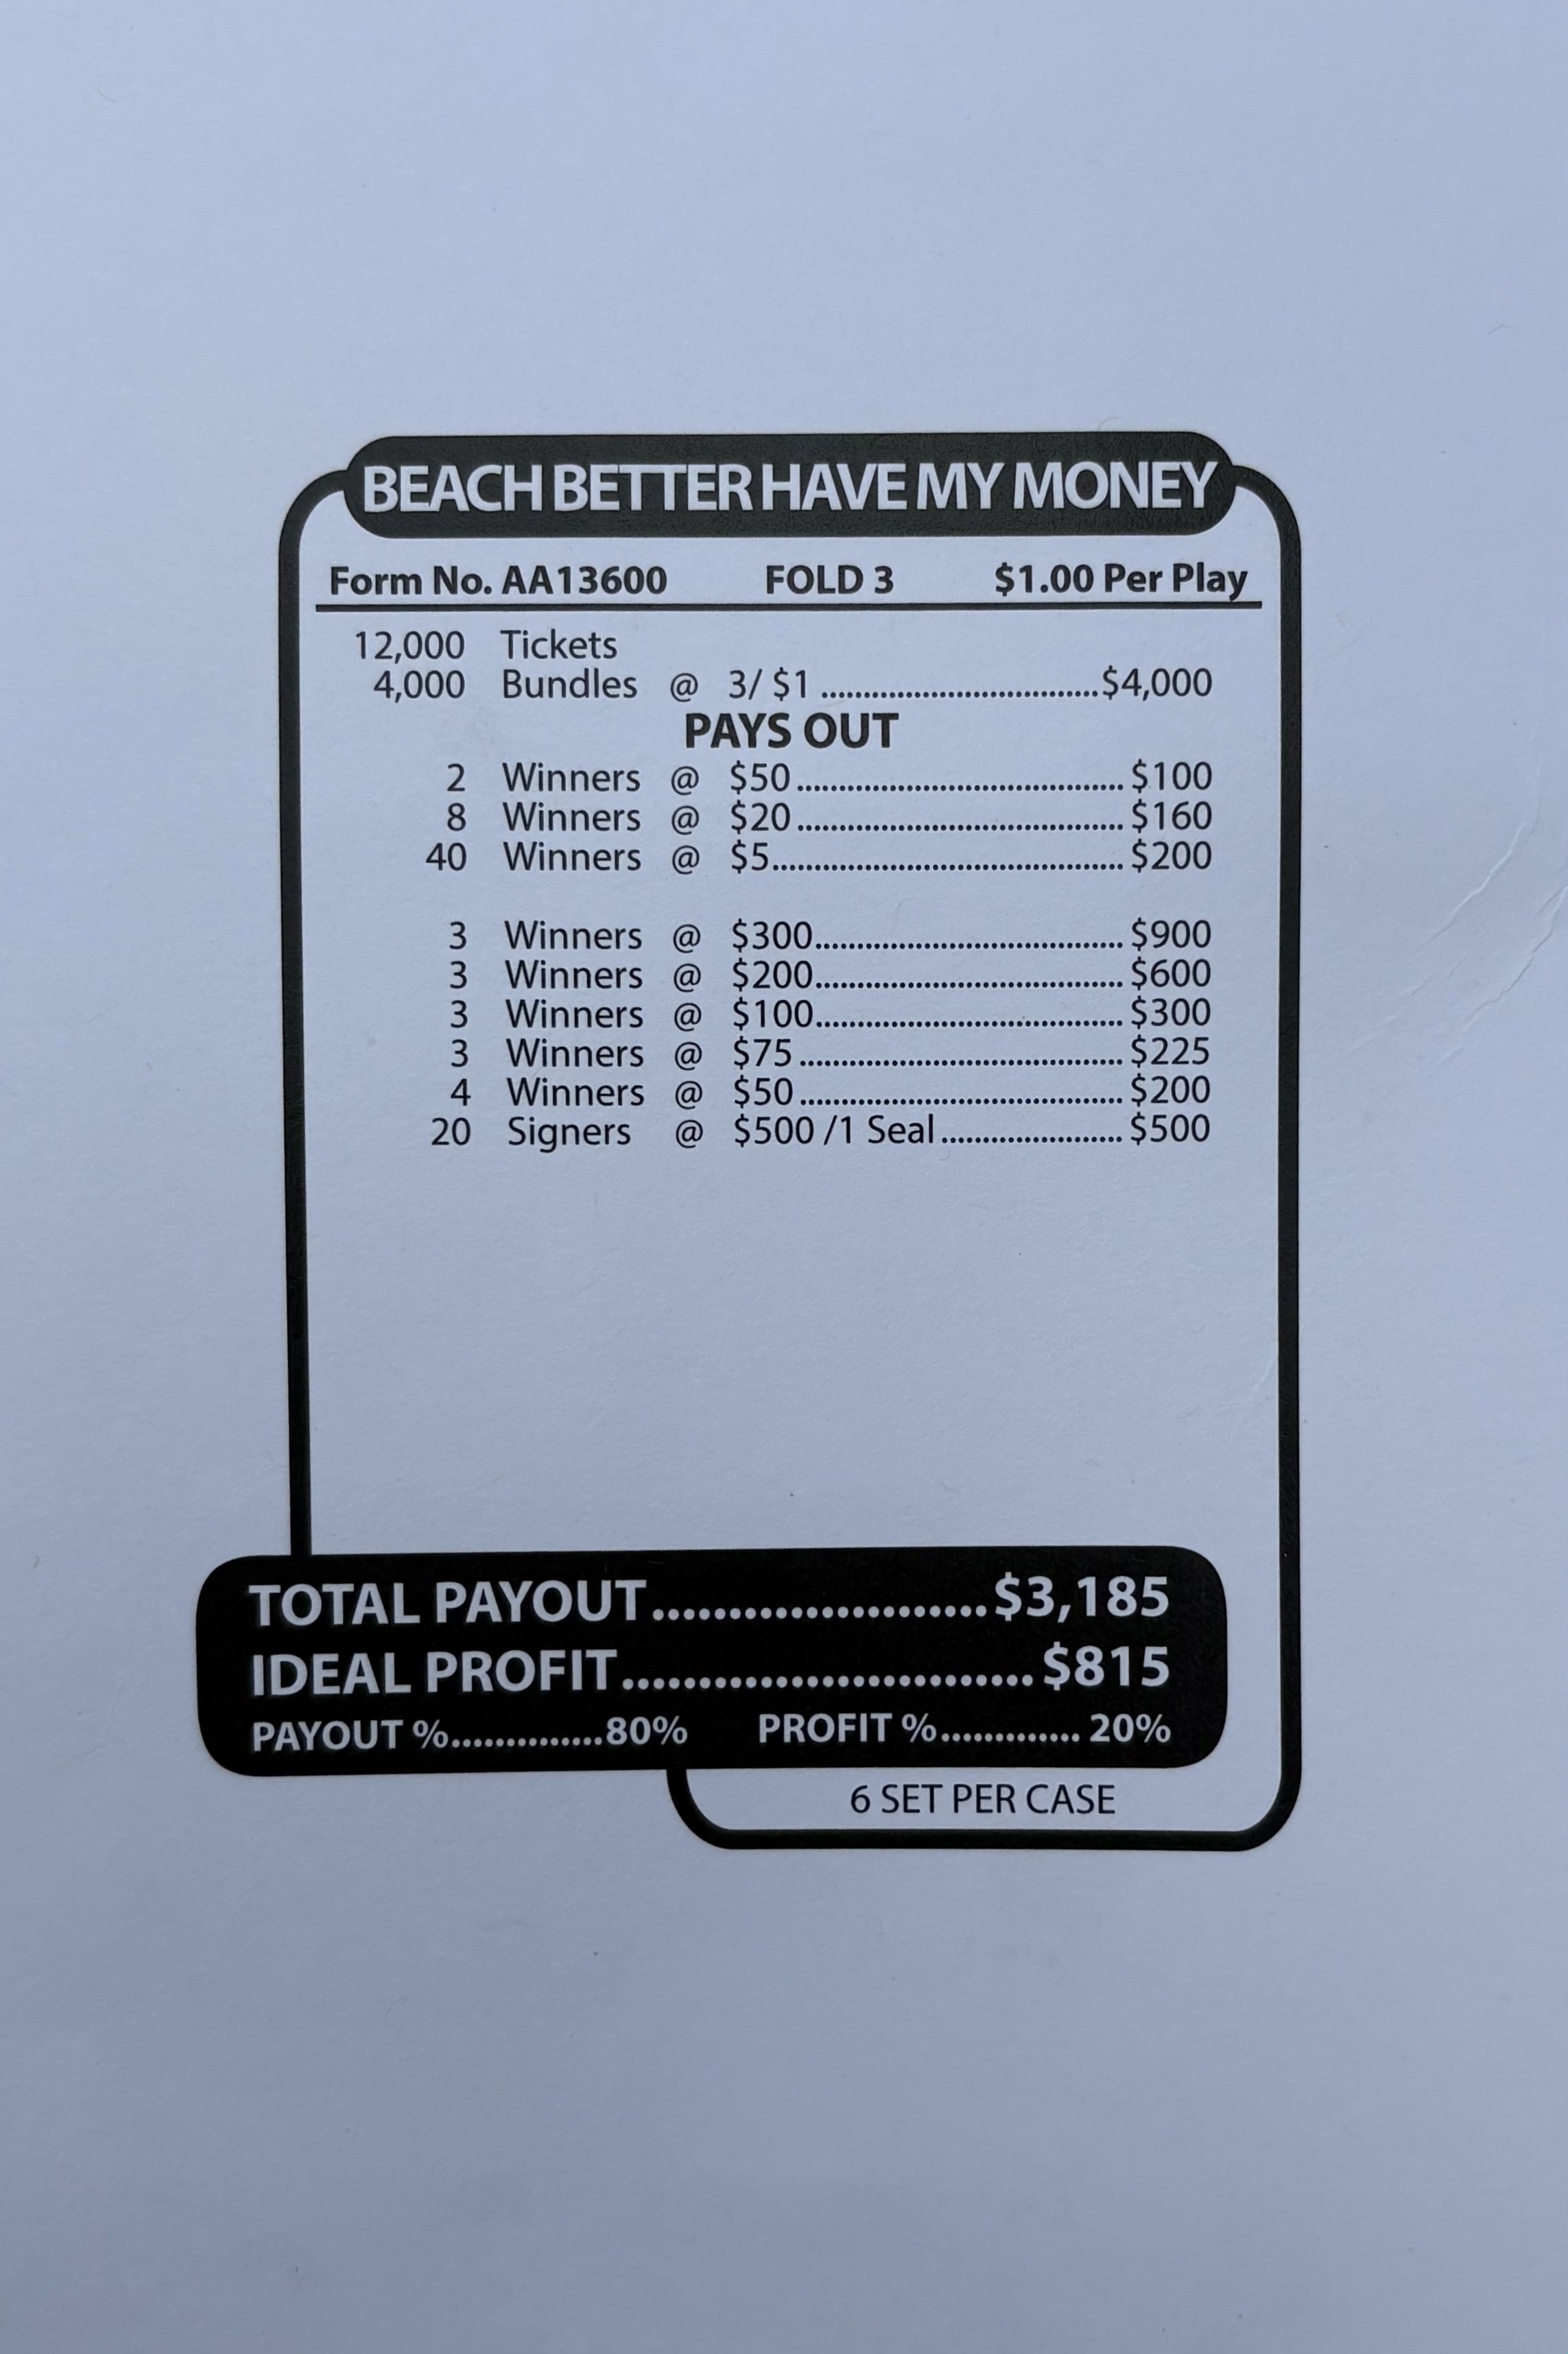 BEACH BETTER HAVE MY MONEY
Form No. AA13600 FOLD 3 $1.00 Per Play
12,000 Tickets
4,000 Bundles @ 3/ $1 ................................. $4,000
PAYS OUT
2 Winners @ $50 ....................................... $100
8 Winners @ $20 ....................................... $160
40 Winners @ $5.......................................... $200
3 Winners @ $300..................................... $900
3 Winners @ $200..................................... $600
3 Winners @ $100..................................... $300
3 Winners @ $75 ....................................... $225
4 Winners @ $50 ....................................... $200
20 Signers @ $500 /1 Seal...................... $500
TOTAL PAYOUT...................... $3,185
IDEAL PROFIT........................... $815
PAYOUT %..............80% PROFIT %............. 20%
6 SET PER CASE